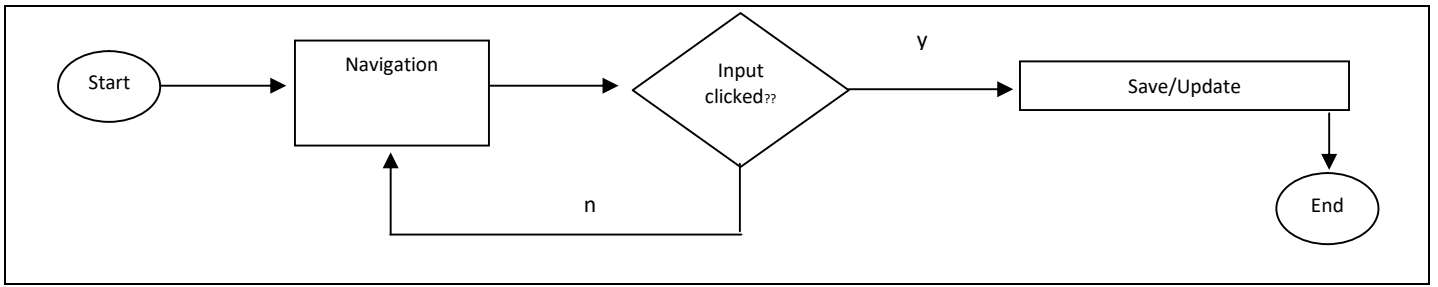 Start
Navigation
Input
clicked??
y
Save/Update
n
End